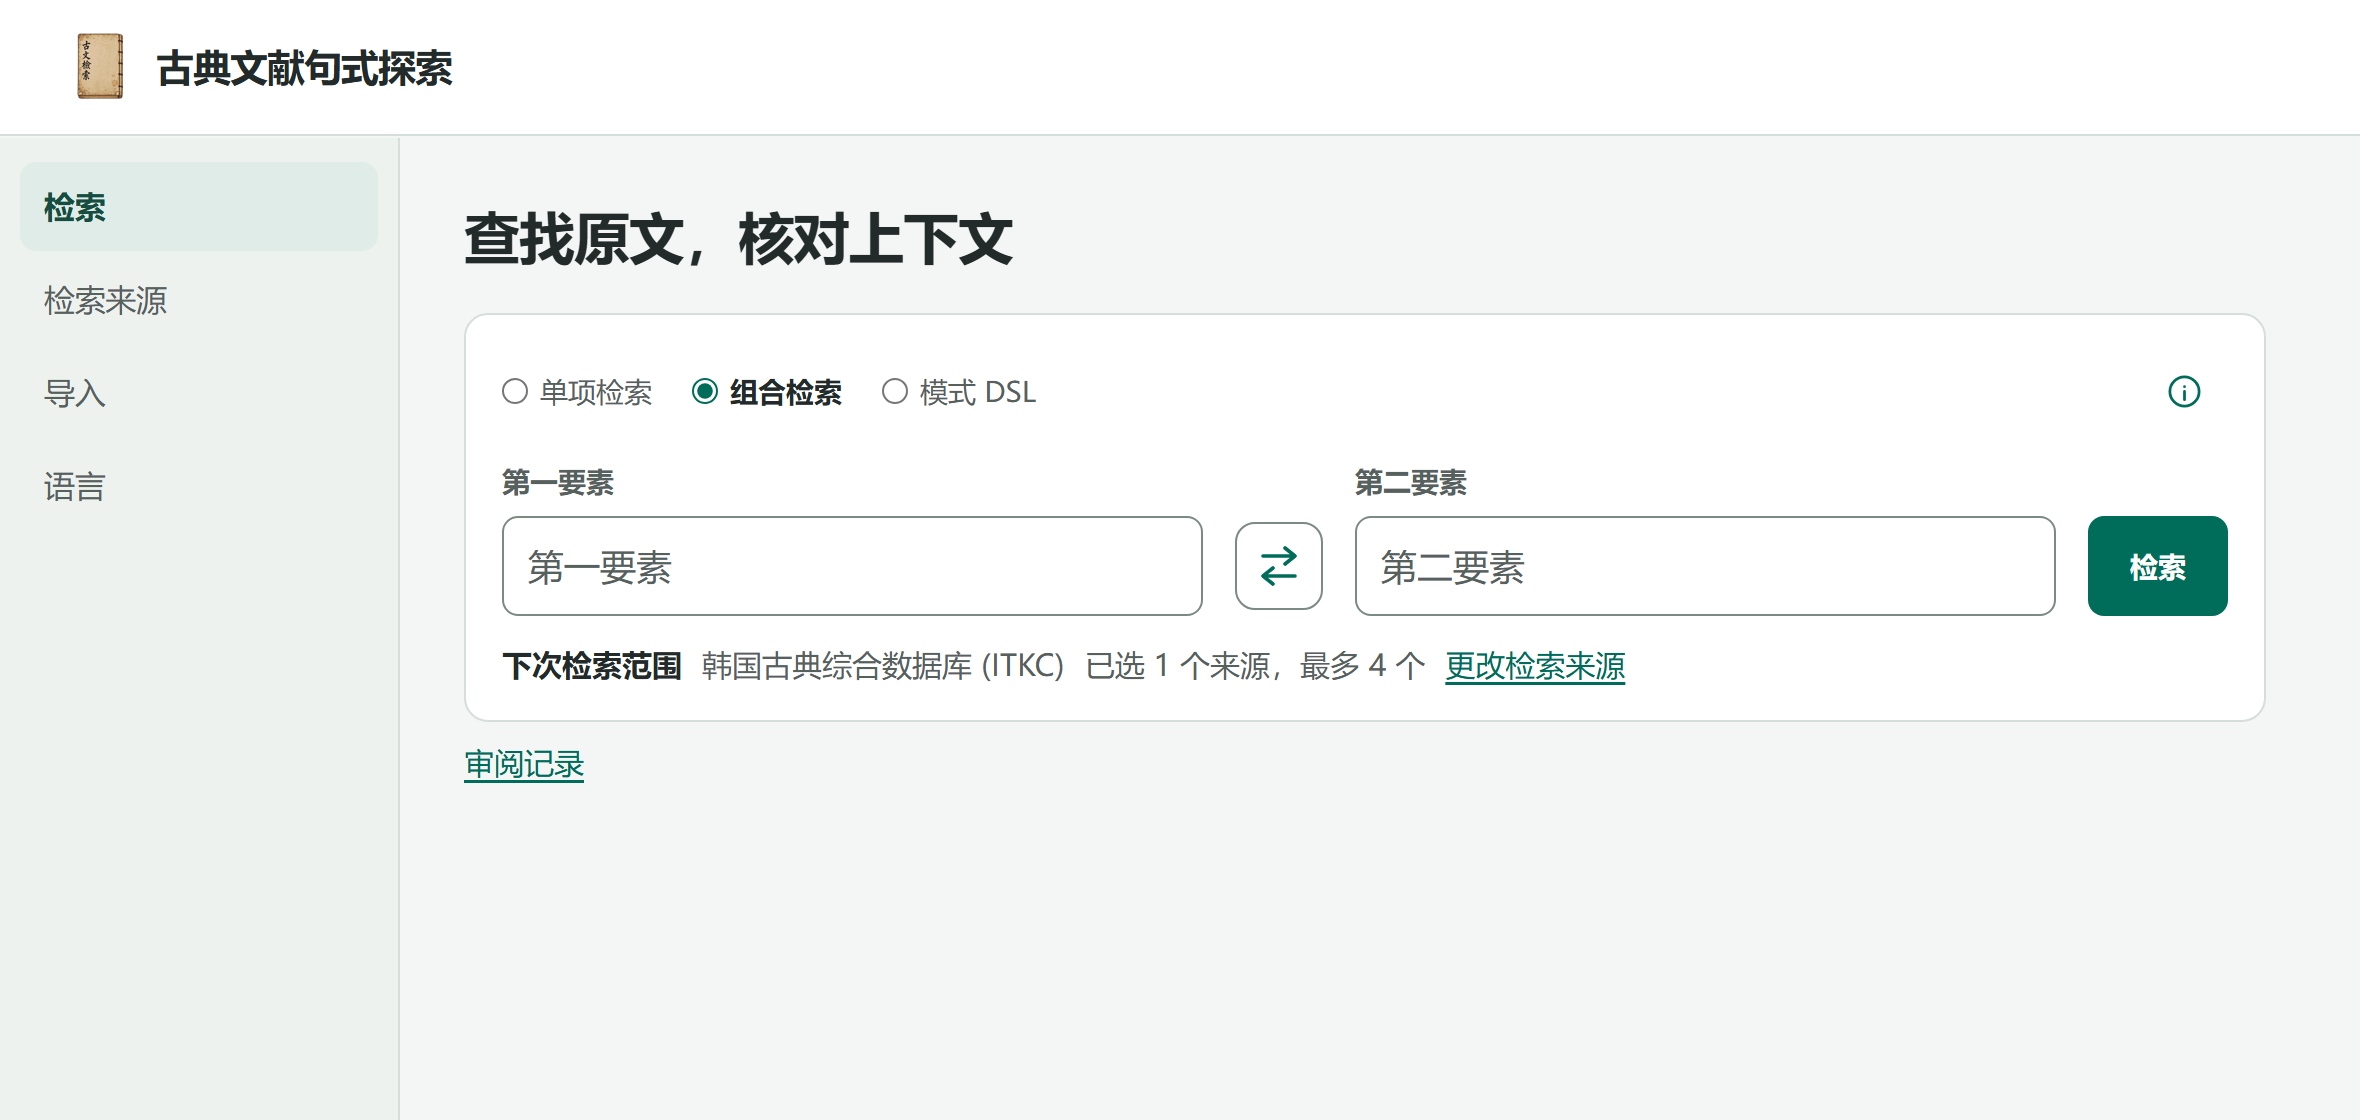 古文檢索
古典文献句式探索
检索
检索来源
导入
语言
查找原文，核对上下文
单项检索 组合检索 模式 DSL
第一要素 第二要素
第一要素 第二要素 检索
下次检索范围 韩国古典综合数据库 (ITKC) 已选 1 个来源，最多 4 个 更改检索来源
审阅记录